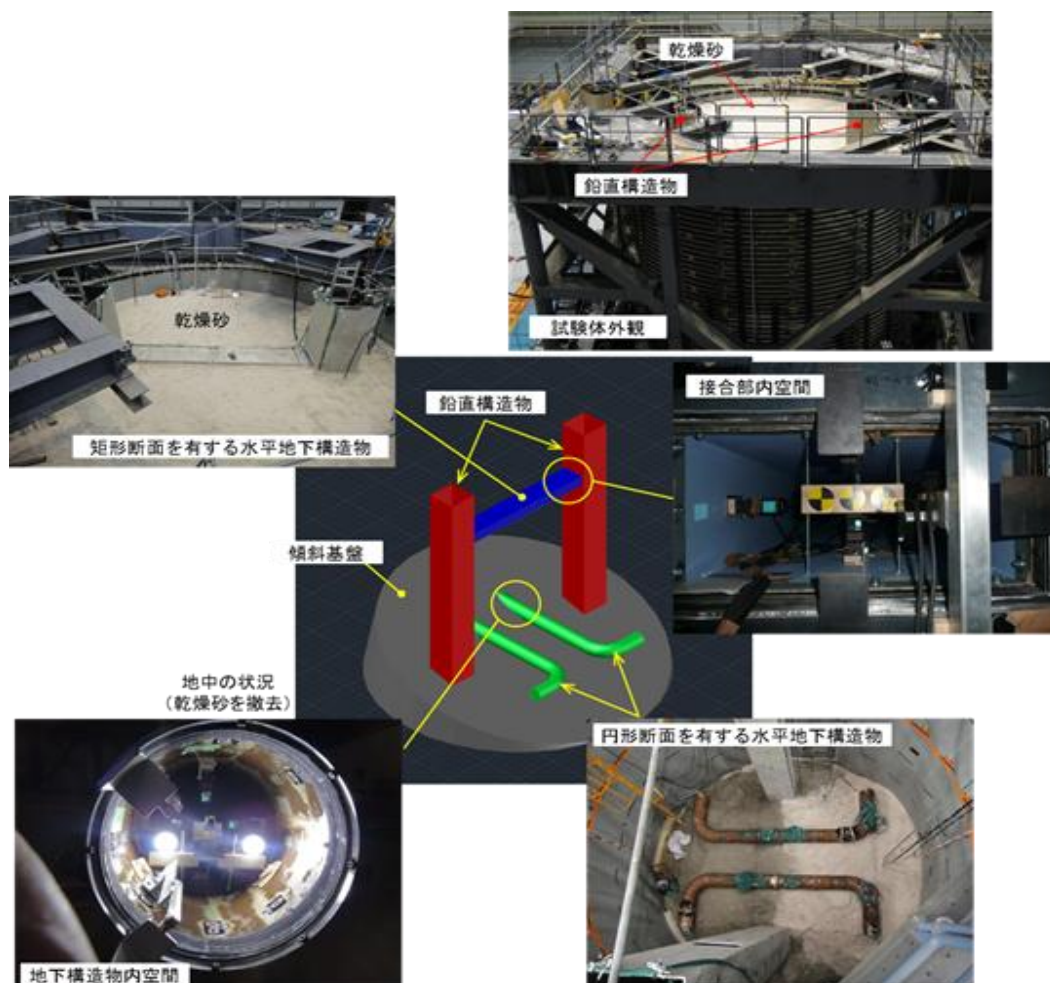 乾燥砂
鉛直構造物
試験体外観
乾燥砂
矩形断面を有する水平地下構造物
鉛直構造物
接合部内空間
傾斜基盤
地中の状況
(乾燥砂を撤去)
円形断面を有する水平地下構造物
地下構造物内空間